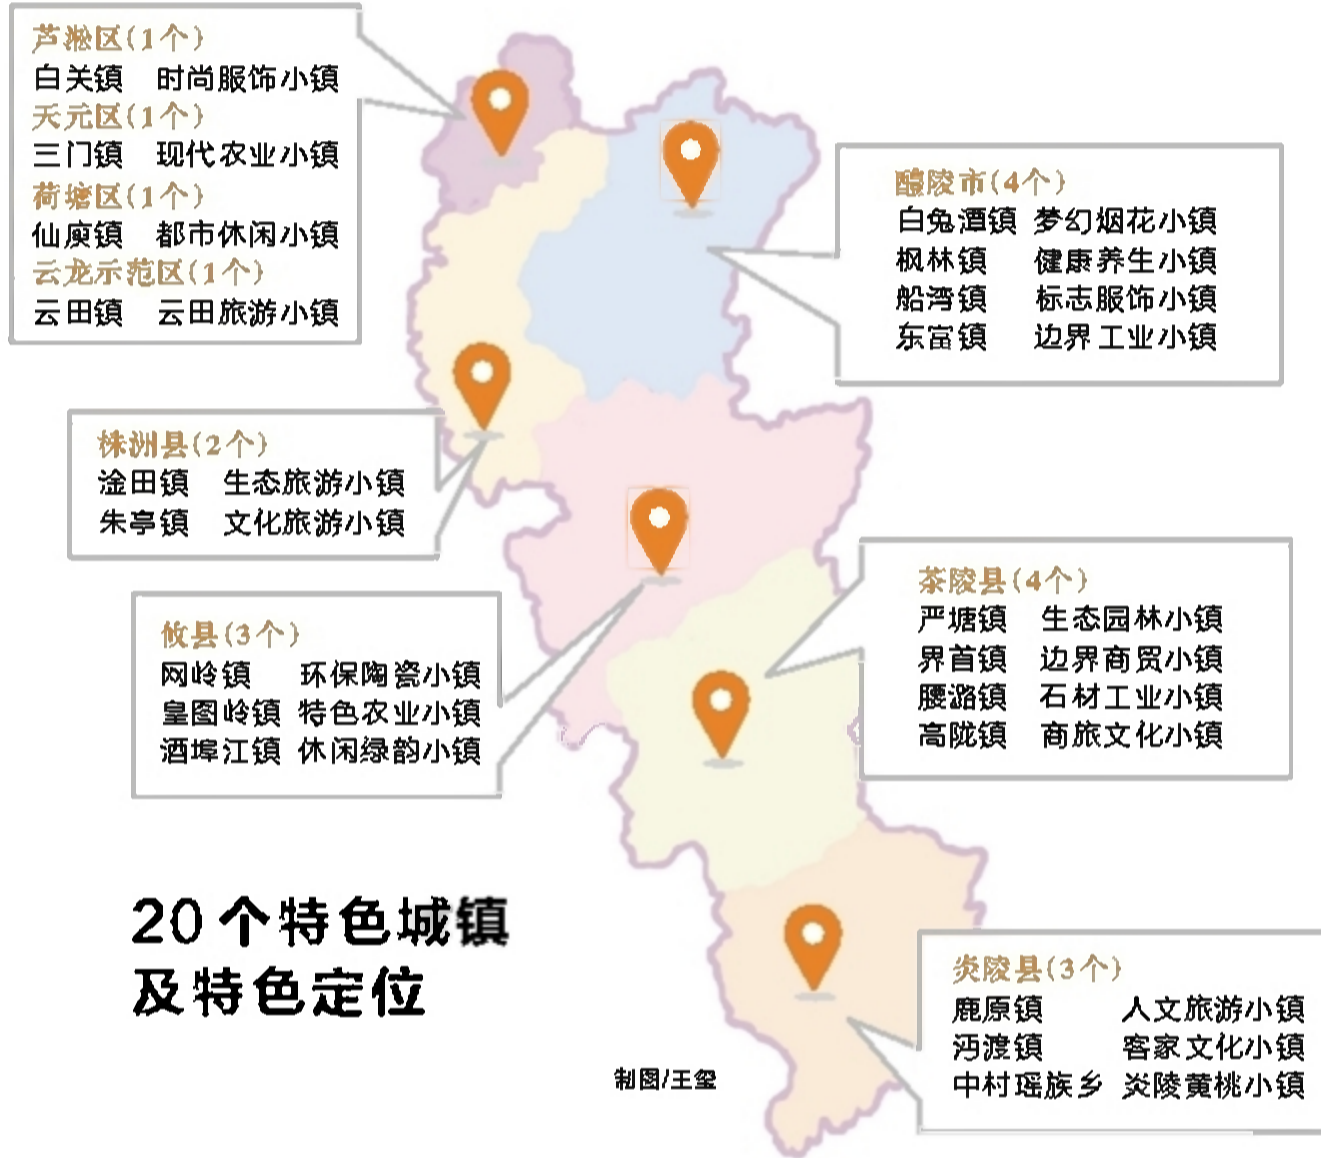 芦淞区(1个)
白关镇 时尚服饰小镇
天元区(1个)
三门镇 现代农业小镇
荷塘区(1个)
仙庾镇 都市休闲小镇
云龙示范区(1个)
云田镇 云田旅游小镇
醴陵市(4个)
白兔潭镇 梦幻烟花小镇
枫林镇 健康养生小镇
船湾镇 标志服饰小镇
东富镇 边界工业小镇
株洲县(2个)
淦田镇 生态旅游小镇
朱亭镇 文化旅游小镇
攸县(3个)
网岭镇 环保陶瓷小镇
皇图岭镇 特色农业小镇
酒埠江镇 休闲绿韵小镇
茶陵县(4个)
严塘镇 生态园林小镇
界首镇 边界商贸小镇
腰潞镇 石材工业小镇
高陇镇 商旅文化小镇
炎陵县(3个)
鹿原镇 人文旅游小镇
沔渡镇 客家文化小镇
中村瑶族乡 炎陵黄桃小镇
20个特色城镇
及特色定位
制图/王玺